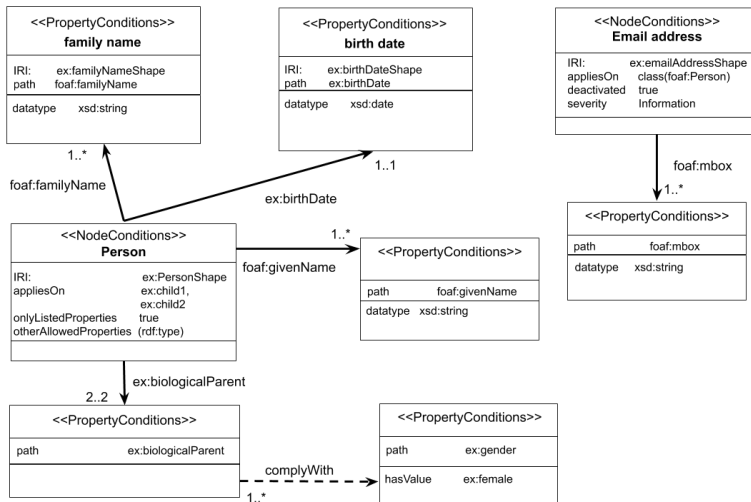 <<PropertyConditions>>
family name
IRI: ex:familyNameShape
path foaf:familyName
datatype xsd:string
<<PropertyConditions>>
birth date
IRI: ex:birthDateShape
path ex:birthDate
datatype xsd:date
<<NodeConditions>>
Email address
IRI: ex:emailAddressShape
appliesOn class(foaf:Person)
deactivated true
severity Information
1..*
foaf:familyName
1..1
ex:birthDate
foaf:mbox
1..*
<<PropertyConditions>>
path foaf:mbox
datatype xsd:string
<<NodeConditions>>
Person
IRI: ex:PersonShape
appliesOn ex:child1,
ex:child2
onlyListedProperties true
otherAllowedProperties (rdf:type)
1..*
foaf:givenName
<<PropertyConditions>>
path foaf:givenName
datatype xsd:string
ex:biologicalParent
2..2
<<PropertyConditions>>
path ex:biologicalParent
complyWith
1..*
<<PropertyConditions>>
path ex:gender
hasValue ex:female